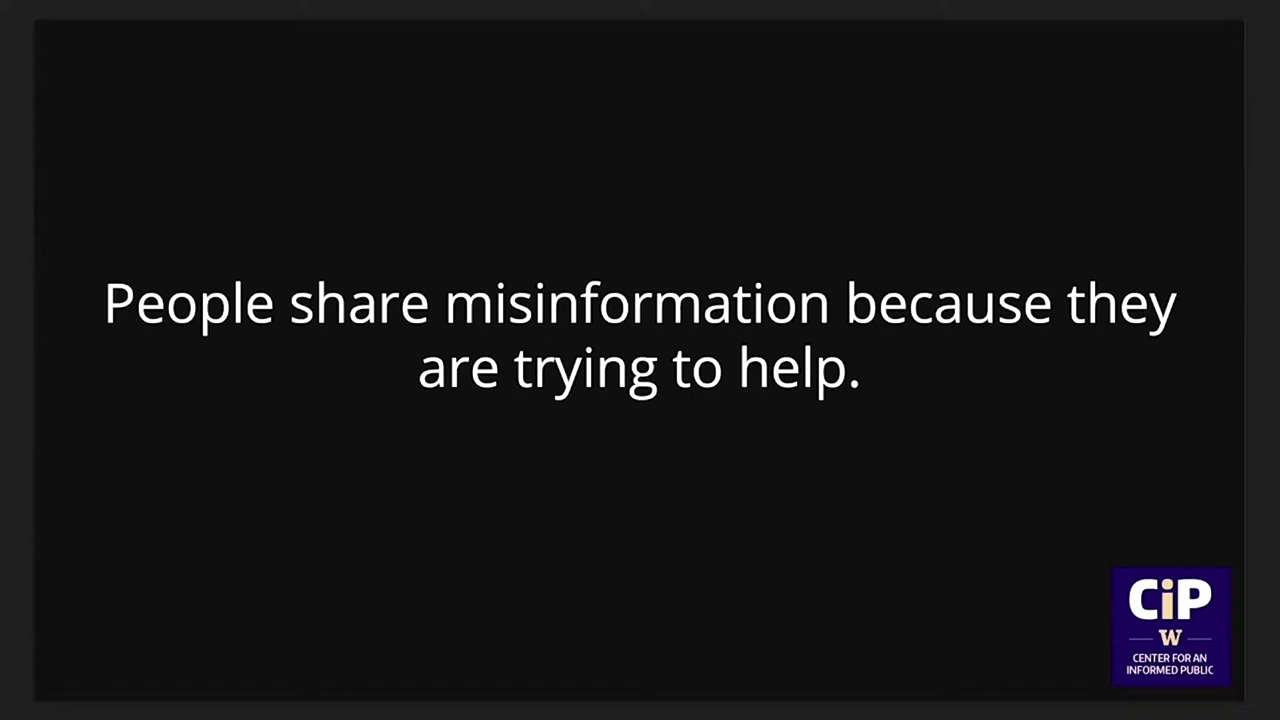 People share misinformation because they
are trying to help.
CiP
W
CENTER FOR AN
INFORMED PUBLIC